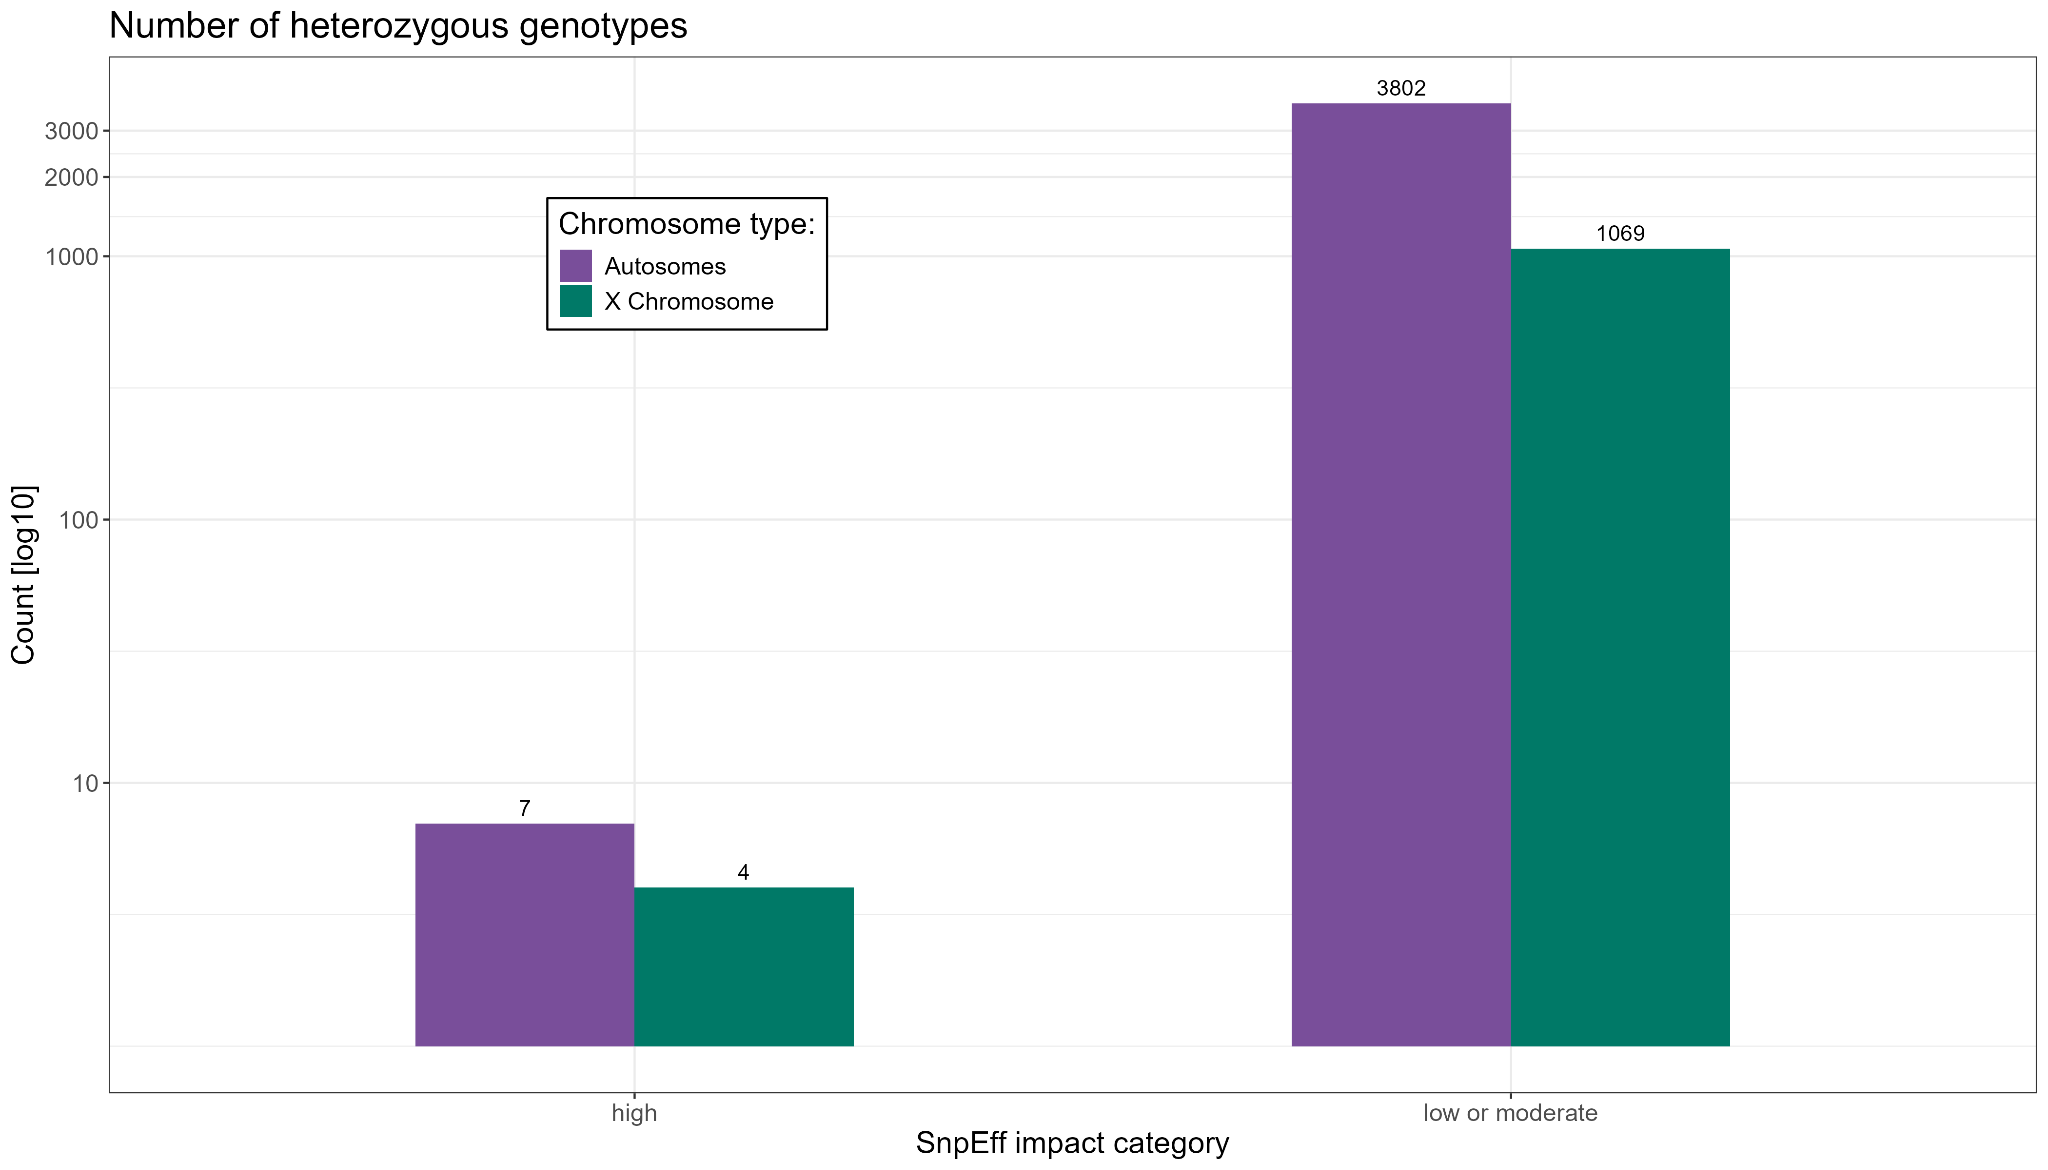 Number of heterozygous genotypes
3802
3000
2000
Chromosome type:
1069
1000
Autosomes
X Chromosome
Count [log10]
100
10
7
4
high
low or moderate
SnpEff impact category